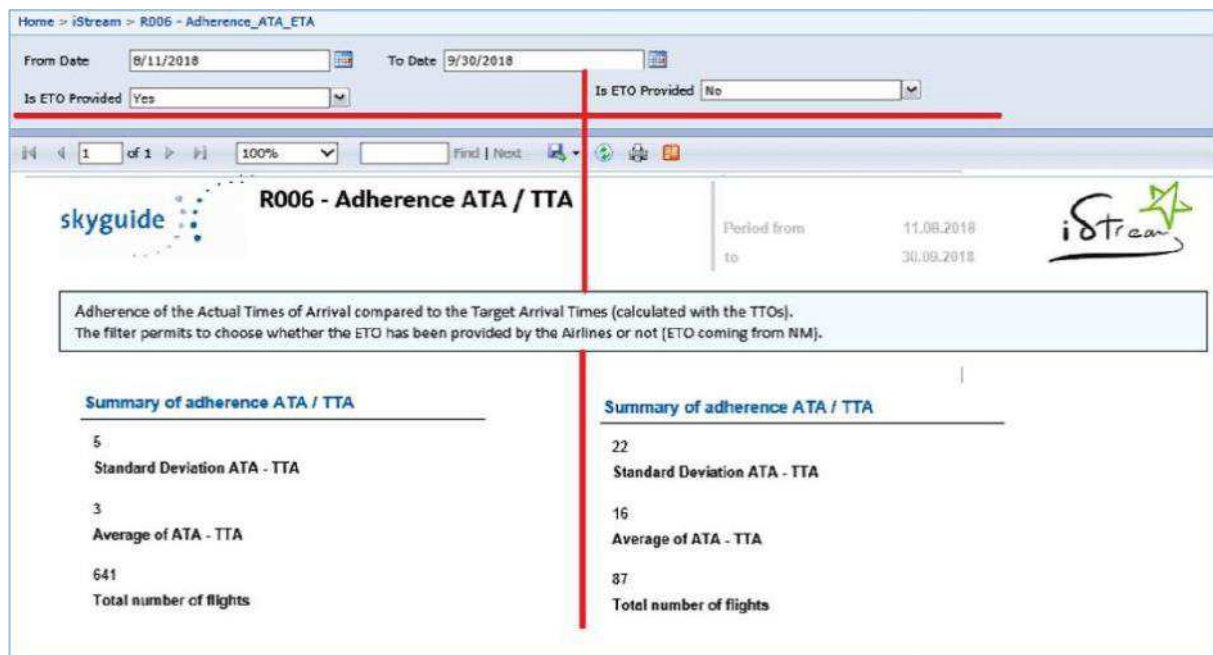 Home > iStream > R006 - Adherence_ATA_ETA
From Date 8/11/2018 To Date 9/30/2018
Is ETO Provided Yes Is ETO Provided No
1 of 1 100% Find | Next
skyguide
R006 - Adherence ATA / TTA
Period from 11.08.2018
to 30.09.2018
iStream
Adherence of the Actual Times of Arrival compared to the Target Arrival Times (calculated with the TTOs).
The filter permits to choose whether the ETO has been provided by the Airlines or not (ETO coming from NM).
Summary of adherence ATA / TTA
5
Standard Deviation ATA - TTA
3
Average of ATA - TTA
641
Total number of flights
Summary of adherence ATA / TTA
22
Standard Deviation ATA - TTA
16
Average of ATA - TTA
87
Total number of flights